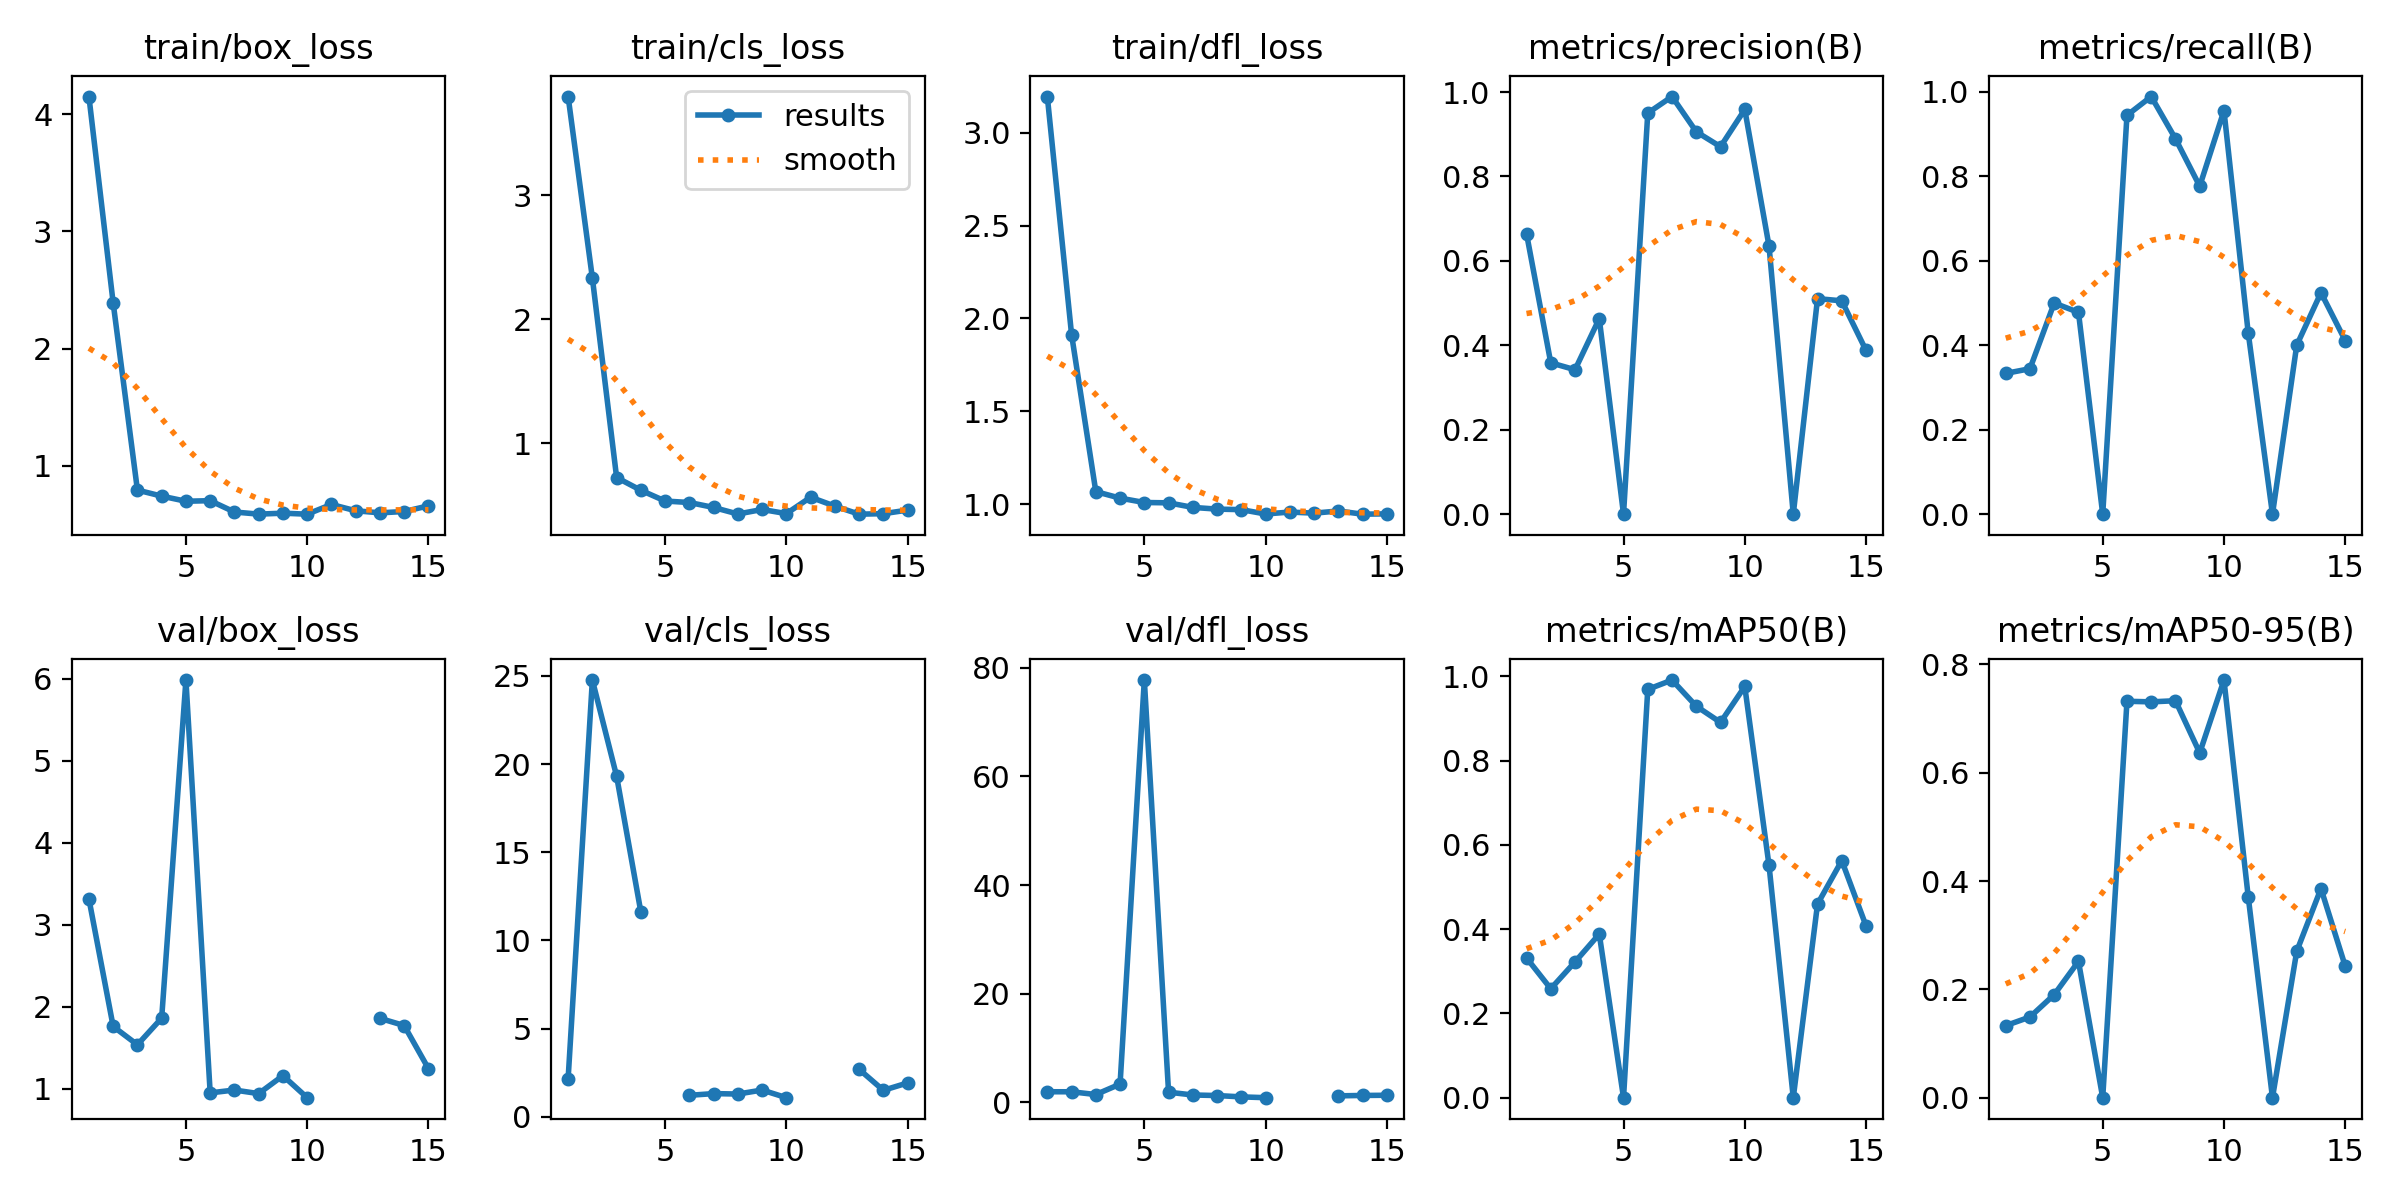 train/box_loss
4
3
2
1
5 10 15
train/cls_loss
results
smooth
3
2
1
5 10 15
train/dfl_loss
3.0
2.5
2.0
1.5
1.0
5 10 15
metrics/precision(B)
1.0
0.8
0.6
0.4
0.2
0.0
5 10 15
metrics/recall(B)
1.0
0.8
0.6
0.4
0.2
0.0
5 10 15
val/box_loss
6
5
4
3
2
1
5 10 15
val/cls_loss
25
20
15
10
5
0
5 10 15
val/dfl_loss
80
60
40
20
0
5 10 15
metrics/mAP50(B)
1.0
0.8
0.6
0.4
0.2
0.0
5 10 15
metrics/mAP50-95(B)
0.8
0.6
0.4
0.2
0.0
5 10 15